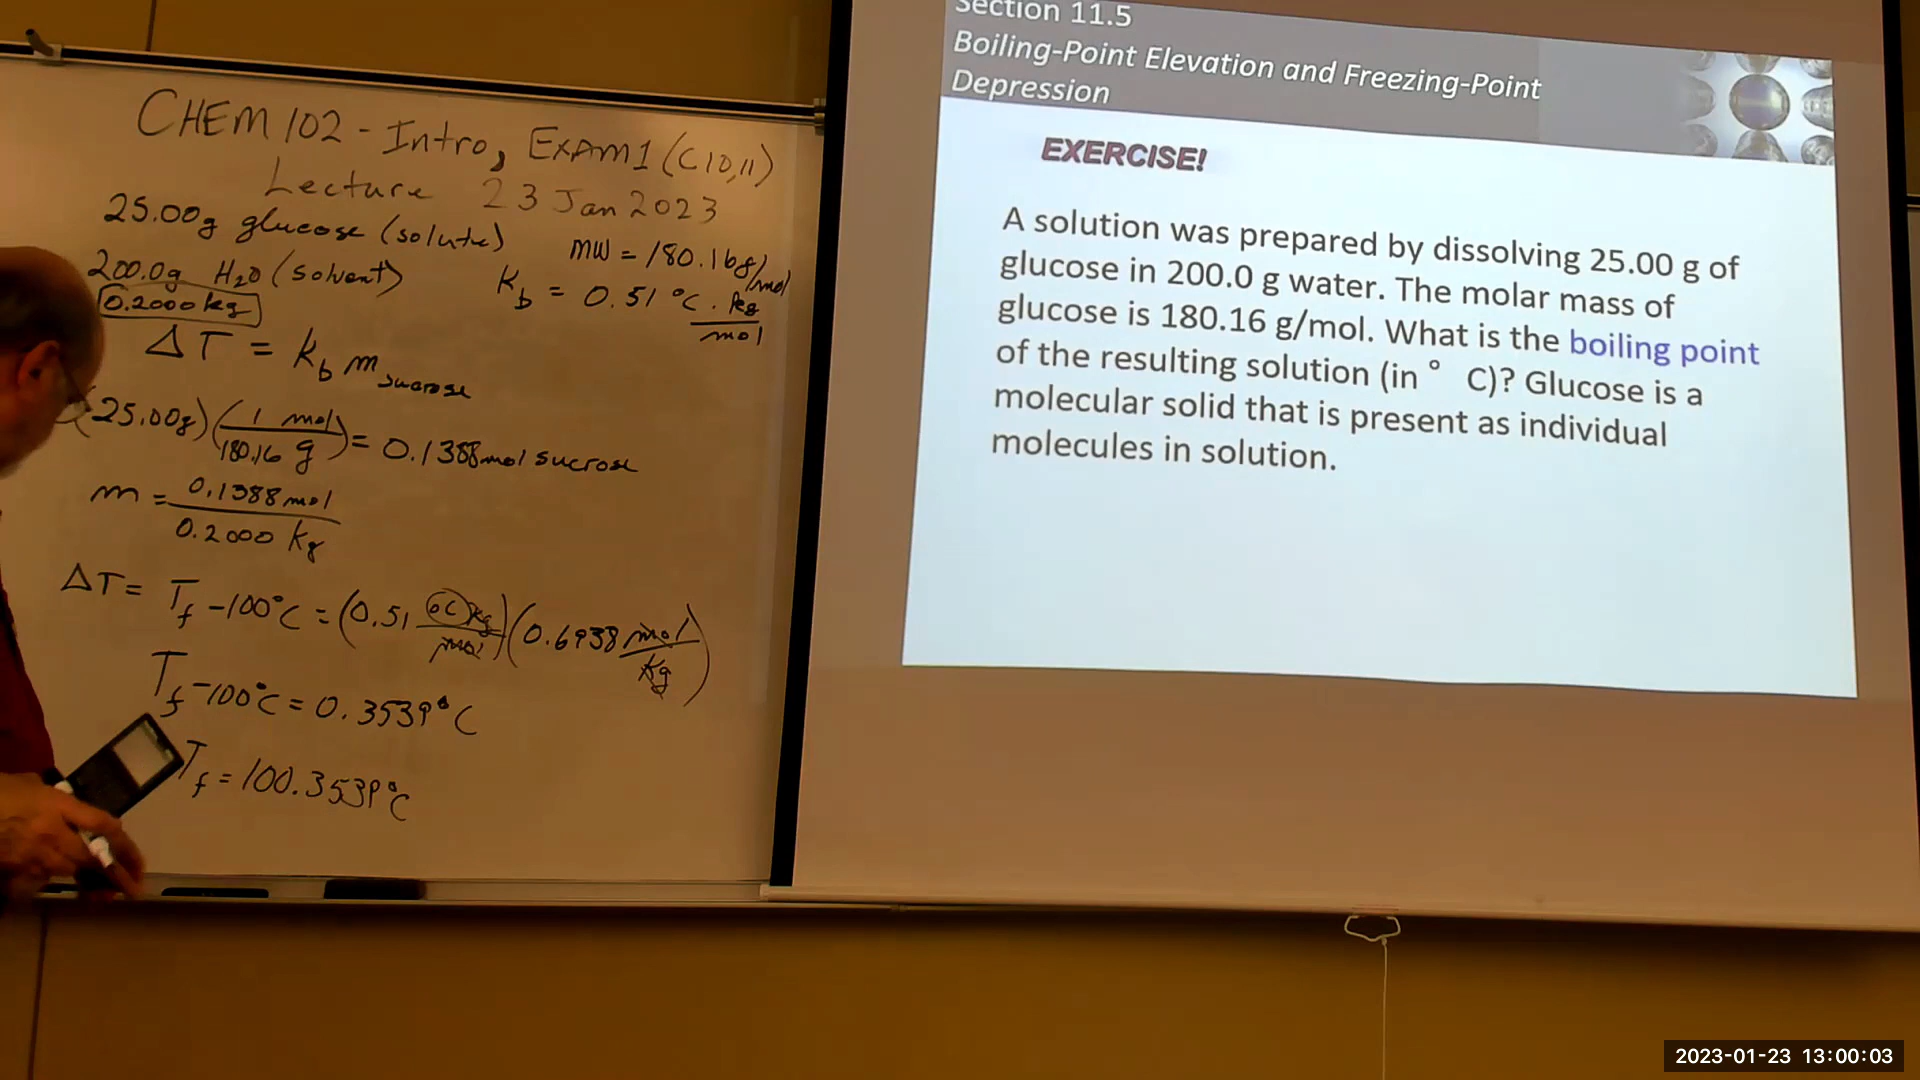 CHEM 102 - Intro, EXAM 1 (C10,11)
Lecture 23 Jan 2023
25.00g glucose (solute)
MW = 180.16g/mol
200.0g H2O (solvent)
0.2000 kg
Kb = 0.51 °C · kg
mol
ΔT = Kb m sucrose
(25.00g)(1 mol / 180.16 g) = 0.1388 mol sucrose
m = 0.1388 mol
0.2000 kg
ΔT = Tf - 100°C = (0.51 °C kg / mol)(0.6938 mol / kg)
Tf - 100°C = 0.3539°C
Tf = 100.3539°C
Section 11.5
Boiling-Point Elevation and Freezing-Point
Depression
EXERCISE!
A solution was prepared by dissolving 25.00 g of
glucose in 200.0 g water. The molar mass of
glucose is 180.16 g/mol. What is the boiling point
of the resulting solution (in ° C)? Glucose is a
molecular solid that is present as individual
molecules in solution.
2023-01-23 13:00:03